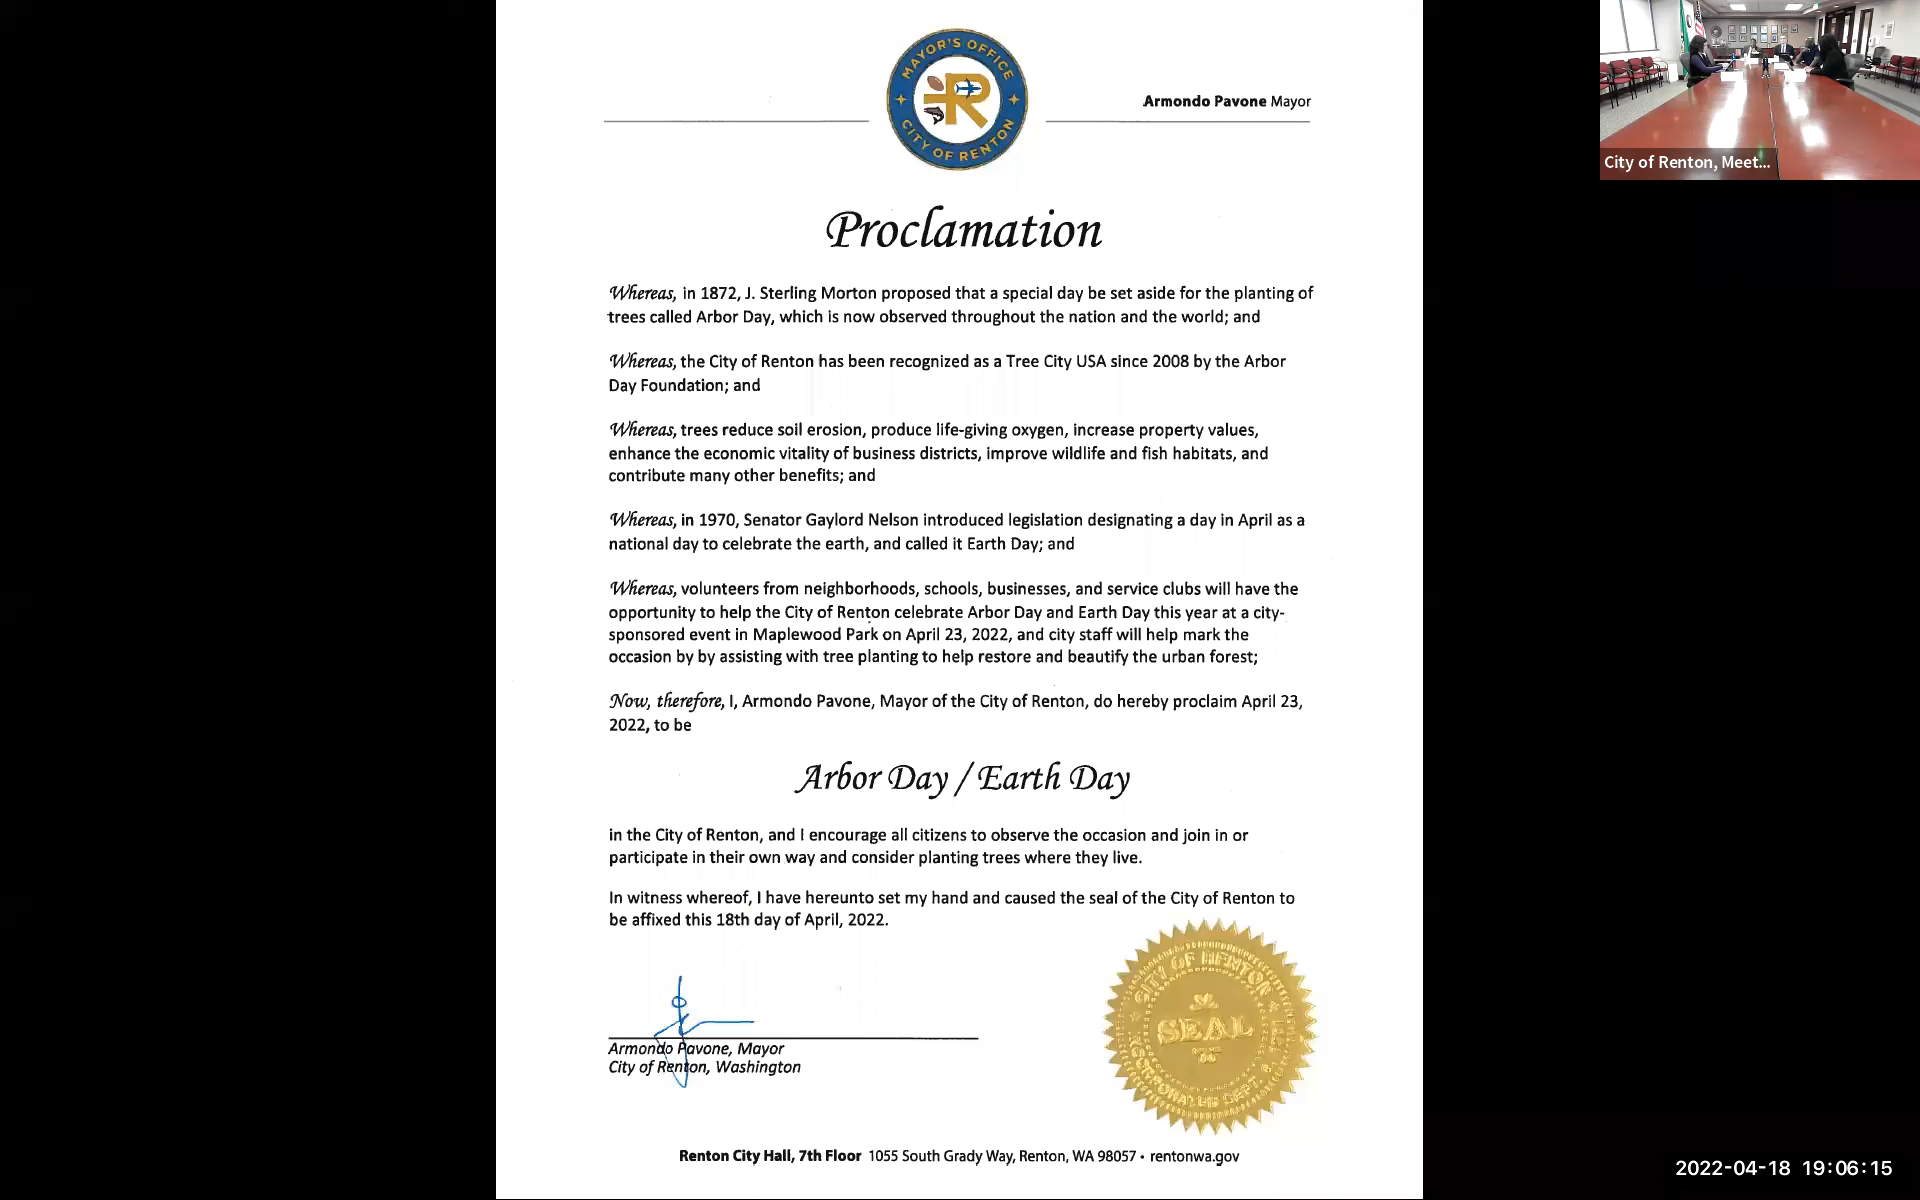 MAYOR'S OFFICE
CITY OF RENTON
R
Armondo Pavone Mayor
City of Renton, Meet...
Proclamation
Whereas, in 1872, J. Sterling Morton proposed that a special day be set aside for the planting of
trees called Arbor Day, which is now observed throughout the nation and the world; and
Whereas, the City of Renton has been recognized as a Tree City USA since 2008 by the Arbor
Day Foundation; and
Whereas, trees reduce soil erosion, produce life-giving oxygen, increase property values,
enhance the economic vitality of business districts, improve wildlife and fish habitats, and
contribute many other benefits; and
Whereas, in 1970, Senator Gaylord Nelson introduced legislation designating a day in April as a
national day to celebrate the earth, and called it Earth Day; and
Whereas, volunteers from neighborhoods, schools, businesses, and service clubs will have the
opportunity to help the City of Renton celebrate Arbor Day and Earth Day this year at a city-
sponsored event in Maplewood Park on April 23, 2022, and city staff will help mark the
occasion by by assisting with tree planting to help restore and beautify the urban forest;
Now, therefore, I, Armondo Pavone, Mayor of the City of Renton, do hereby proclaim April 23,
2022, to be
Arbor Day / Earth Day
in the City of Renton, and I encourage all citizens to observe the occasion and join in or
participate in their own way and consider planting trees where they live.
In witness whereof, I have hereunto set my hand and caused the seal of the City of Renton to
be affixed this 18th day of April, 2022.
CITY OF RENTON
SEAL
INCORPORATED SEPT. 6,
Armondo Pavone, Mayor
City of Renton, Washington
Renton City Hall, 7th Floor 1055 South Grady Way, Renton, WA 98057 • rentonwa.gov
2022-04-18 19:06:15